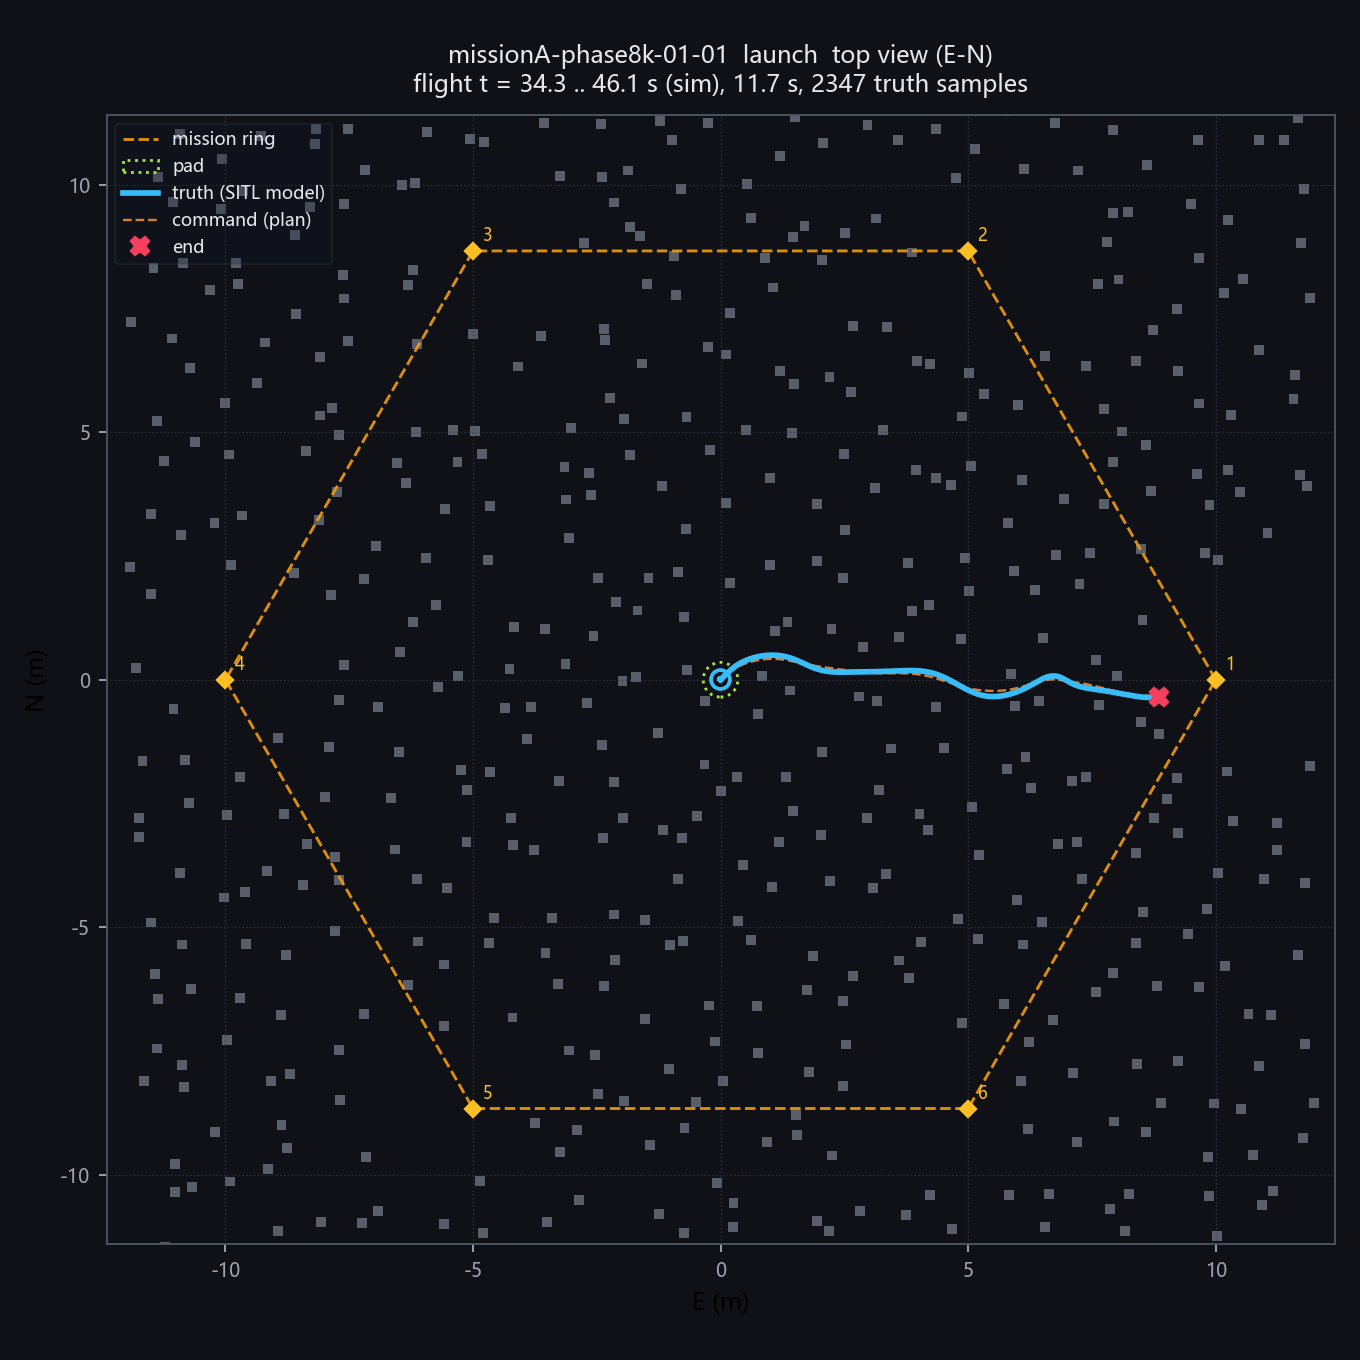 missionA-phase8k-01-01  launch  top view (E-N)
flight t = 34.3 .. 46.1 s (sim), 11.7 s, 2347 truth samples
mission ring
pad
truth (SITL model)
command (plan)
end
3
2
4
1
5
6
10
5
0
-5
-10
N (m)
-10
-5
0
5
10
E (m)